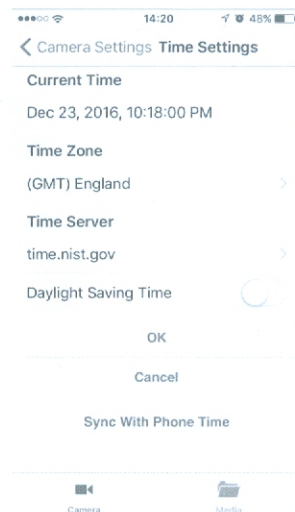 14:20 48%
Camera Settings Time Settings
Current Time
Dec 23, 2016, 10:18:00 PM
Time Zone
(GMT) England
Time Server
time.nist.gov
Daylight Saving Time
OK
Cancel
Sync With Phone Time
Camera Media